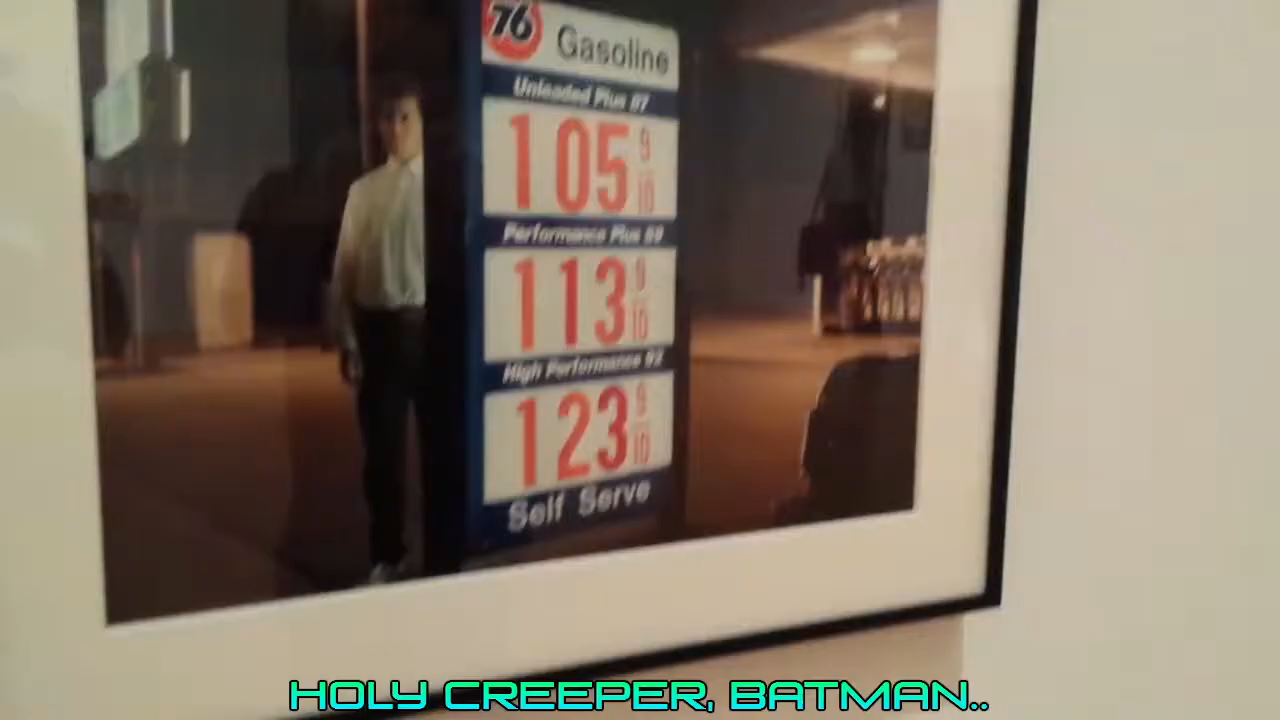 76 Gasoline
Unleaded Plus 87
105 9/10
Performance Plus 89
113 9/10
High Performance 92
123 9/10
Self Serve
HOLY CREEPER, BATMAN..